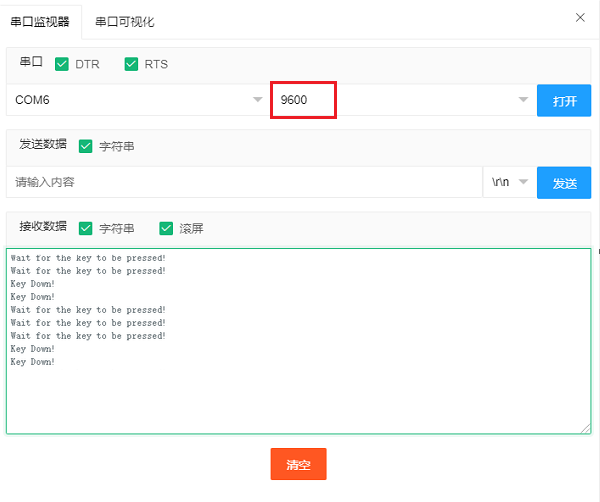 串口监视器 串口可视化
串口 DTR RTS
COM6 9600 打开
发送数据 字符串
请输入内容 \r\n 发送
接收数据 字符串 滚屏
Wait for the key to be pressed!
Wait for the key to be pressed!
Key Down!
Key Down!
Wait for the key to be pressed!
Wait for the key to be pressed!
Wait for the key to be pressed!
Key Down!
Key Down!
清空